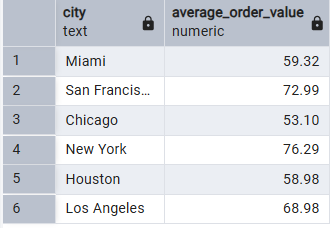 city average_order_value
text numeric
1 Miami 59.32
2 San Francis... 72.99
3 Chicago 53.10
4 New York 76.29
5 Houston 58.98
6 Los Angeles 68.98